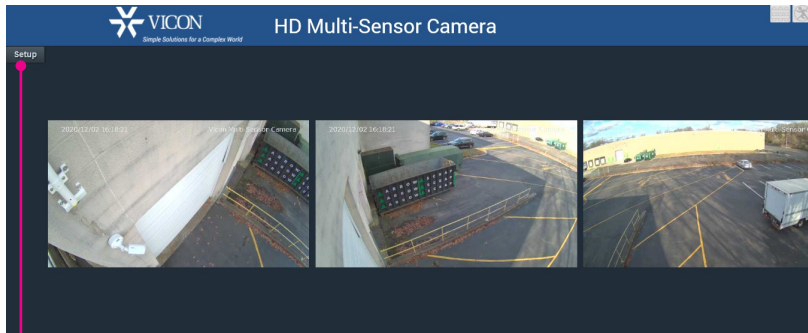 VICON
Simple Solutions for a Complex World
HD Multi-Sensor Camera
Setup
2020/12/02 16:18:21
Vicon Multi-Sensor Camera
2020/12/02 16:18:21
-Sensor